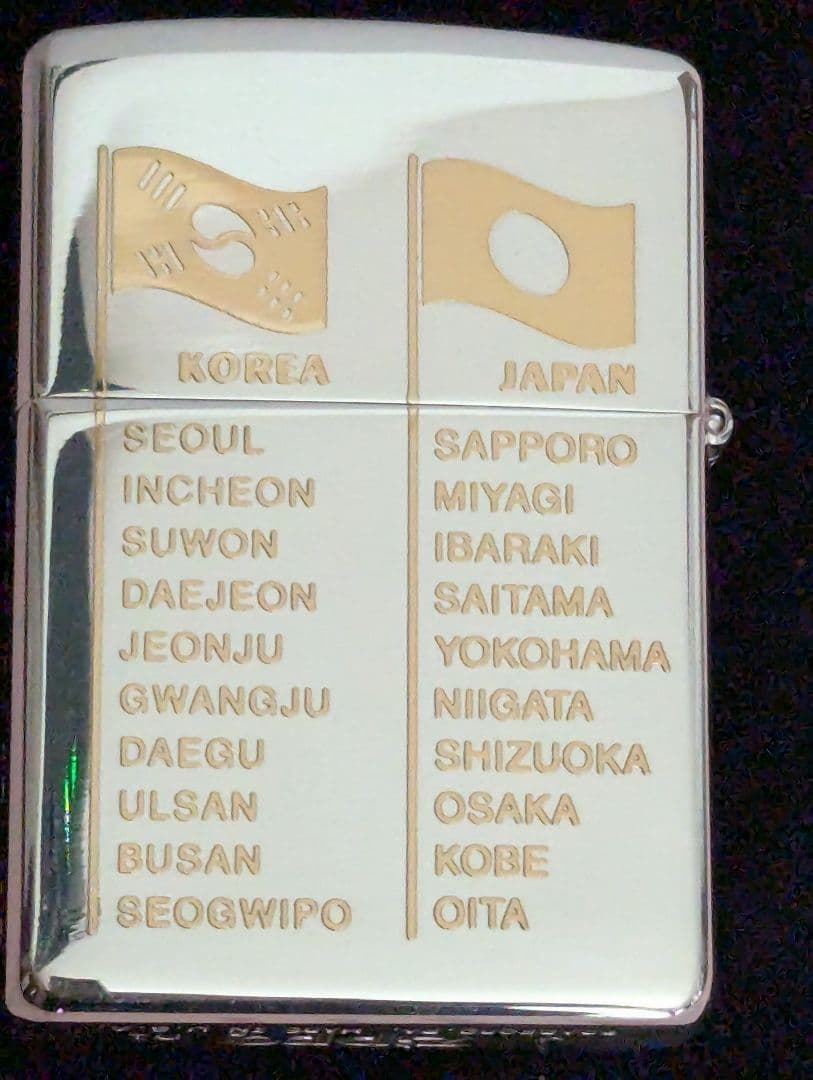 KOREA
SEOUL
INCHEON
SUWON
DAEJEON
JEONJU
GWANGJU
DAEGU
ULSAN
BUSAN
SEOGWIPO
JAPAN
SAPPORO
MIYAGI
IBARAKI
SAITAMA
YOKOHAMA
NIIGATA
SHIZUOKA
OSAKA
KOBE
OITA